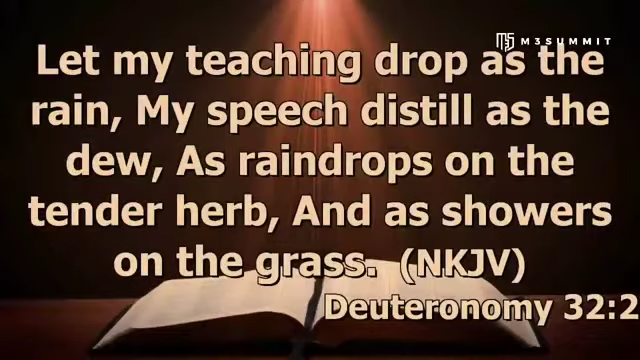 M3SUMMIT
Let my teaching drop as the
rain, My speech distill as the
dew, As raindrops on the
tender herb, And as showers
on the grass. (NKJV)
Deuteronomy 32:2